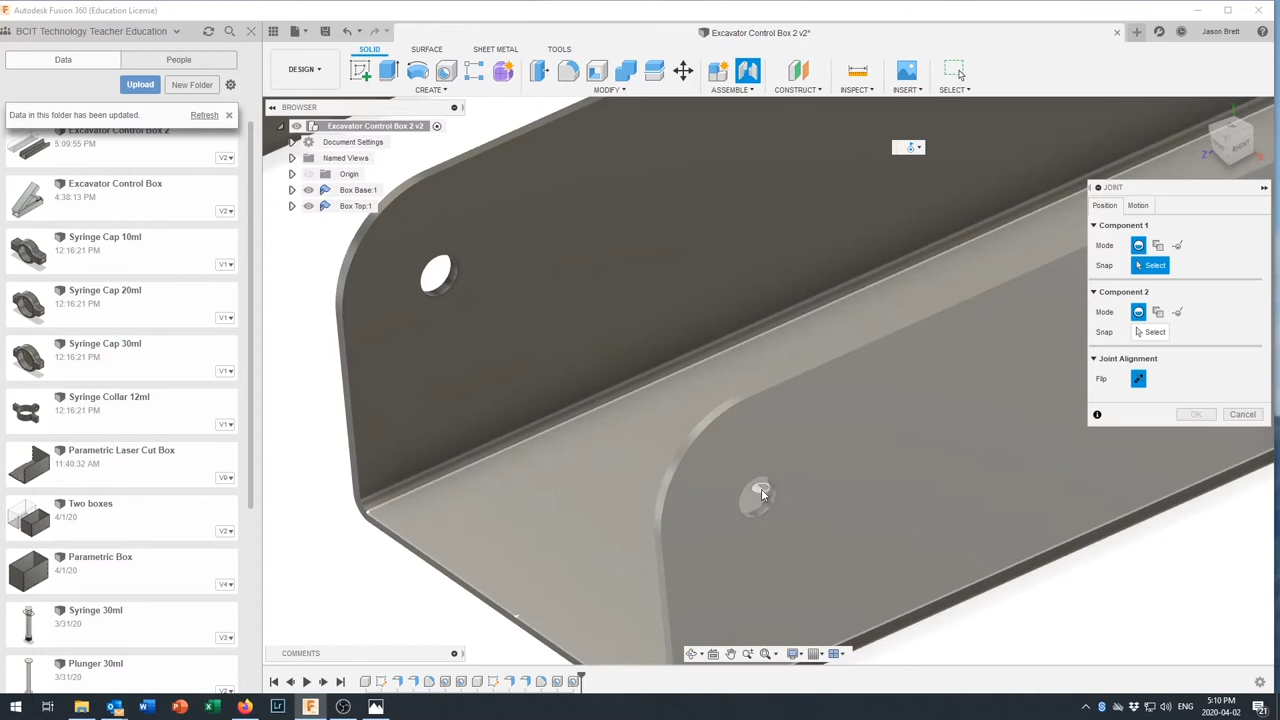 Autodesk Fusion 360 (Education License)
BCIT Technology Teacher Education
Excavator Control Box 2 v2*
Jason Brett
Data
People
Upload
New Folder
Data in this folder has been updated.
Refresh
Excavator Control Box 2
5:09:55 PM
V2
Excavator Control Box
4:38:13 PM
V2
Syringe Cap 10ml
12:16:21 PM
V1
Syringe Cap 20ml
12:16:21 PM
V1
Syringe Cap 30ml
12:16:21 PM
V1
Syringe Collar 12ml
12:16:21 PM
V1
Parametric Laser Cut Box
11:40:32 AM
V9
Two boxes
4/1/20
V2
Parametric Box
4/1/20
V4
Syringe 30ml
3/31/20
V3
Plunger 30ml
3/31/20
V2
SOLID
SURFACE
SHEET METAL
TOOLS
DESIGN
CREATE
MODIFY
ASSEMBLE
CONSTRUCT
INSPECT
INSERT
SELECT
BROWSER
Excavator Control Box 2 v2
Document Settings
Named Views
Origin
Box Base:1
Box Top:1
RIGHT
Z
X
JOINT
Position
Motion
Component 1
Mode
Snap
Select
Component 2
Mode
Snap
Select
Joint Alignment
Flip
OK
Cancel
COMMENTS
ENG
5:10 PM
2020-04-02
21